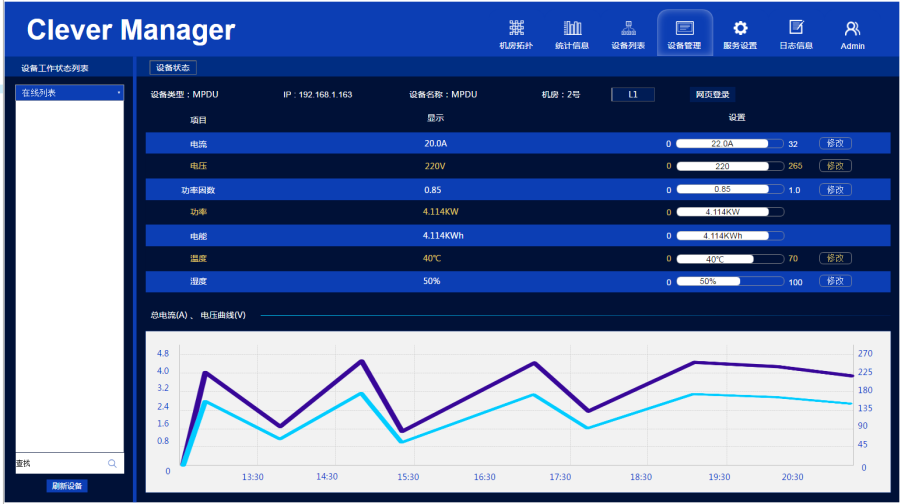 Clever Manager
机房拓扑 统计信息 设备列表 设备管理 服务设置 日志信息 Admin
设备工作状态列表
设备状态
在线列表
设备类型：MPDU IP : 192.168.1.163 设备名称：MPDU 机房：2号 L1 网页登录
项目 显示 设置
电流 20.0A 0 22.0A 32 修改
电压 220V 0 220 265 修改
功率因数 0.85 0 0.85 1.0 修改
功率 4.114KW 0 4.114KW
电能 4.114KWh 0 4.114KWh
温度 40℃ 0 40℃ 70 修改
湿度 50% 0 50% 100 修改
总电流(A) 、 电压曲线(V)
4.8 270
4.0 225
3.2 180
2.4 135
1.6 90
0.8 45
0 0
13:30 14:30 15:30 16:30 17:30 18:30 19:30 20:30
查找
刷新设备